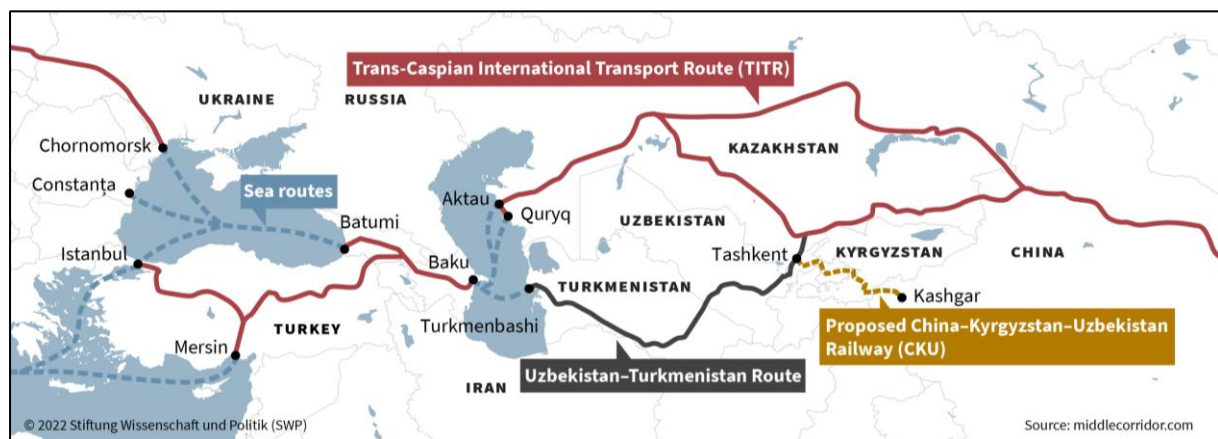 Trans-Caspian International Transport Route (TITR)
UKRAINE
RUSSIA
Chornomorsk
KAZAKHSTAN
Constanța
Sea routes
Aktau
Quryq
Batumi
UZBEKISTAN
Istanbul
Baku
Tashkent
KYRGYZSTAN
CHINA
TURKMENISTAN
Kashgar
TURKEY
Turkmenbashi
Mersin
Proposed China–Kyrgyzstan–Uzbekistan
Railway (CKU)
Uzbekistan–Turkmenistan Route
IRAN
© 2022 Stiftung Wissenschaft und Politik (SWP)
Source: middlecorridor.com